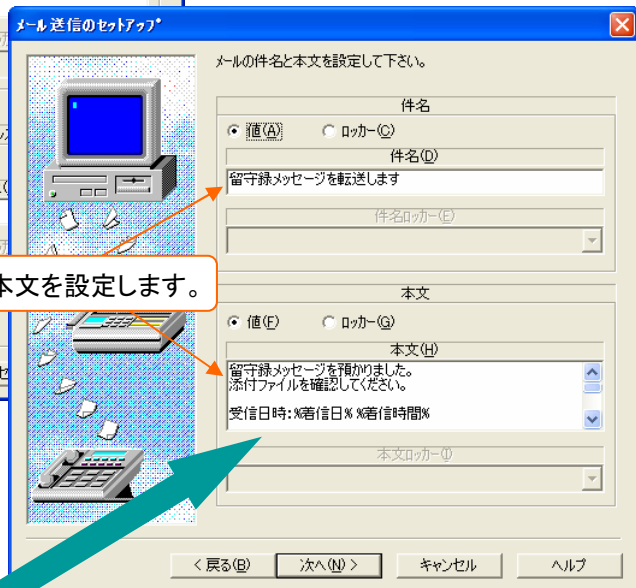 メール送信のセットアップ
メールの件名と本文を設定して下さい。
件名
値(A)
ロッカー(C)
件名(D)
留守録メッセージを転送します
件名ロッカー(E)
本文を設定します。
本文
値(F)
ロッカー(G)
本文(H)
留守録メッセージを預かりました。
添付ファイルを確認してください。
受信日時:%着信日% %着信時間%
本文ロッカー(I)
< 戻る(B)
次へ(N) >
キャンセル
ヘルプ